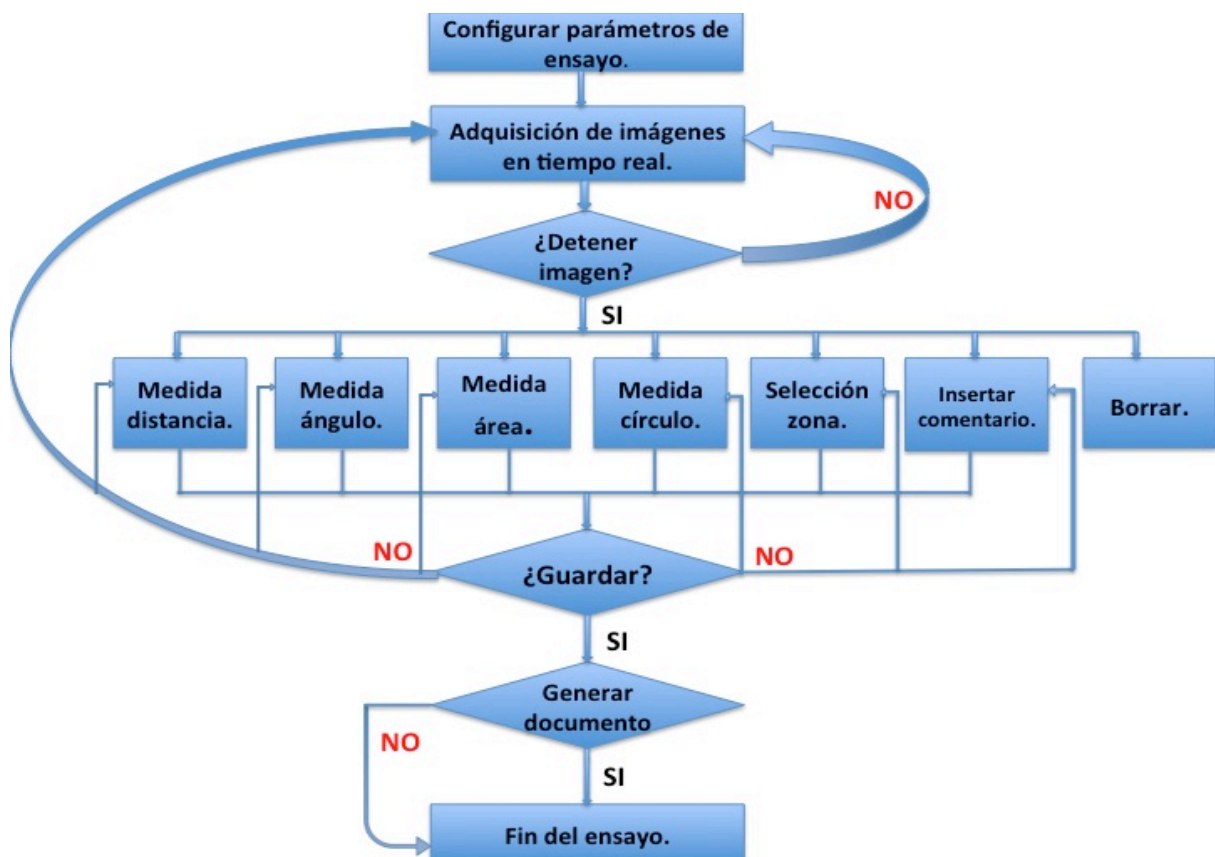 Configurar parámetros de
ensayo.
Adquisición de imágenes
en tiempo real.
NO
¿Detener
imagen?
SI
Medida
distancia.
Medida
ángulo.
Medida
área.
Medida
círculo.
Selección
zona.
Insertar
comentario.
Borrar.
NO
¿Guardar?
NO
SI
Generar
documento
NO
SI
Fin del ensayo.